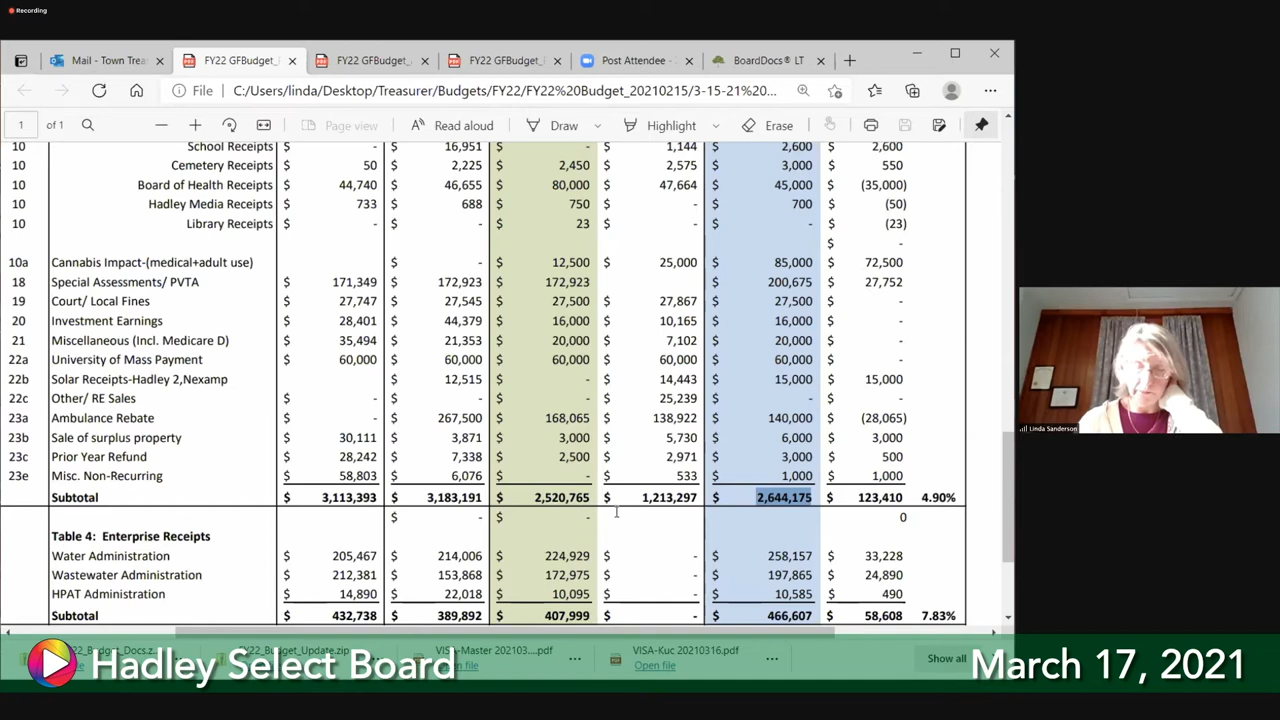 Recording
Mail - Town Trea
FY22 GFBudget_
FY22 GFBudget_
FY22 GFBudget_
Post Attendee -
BoardDocs® LT
File C:/Users/linda/Desktop/Treasurer/Budgets/FY22/FY22%20Budget_20210215/3-15-21%20...
1 of 1 Page view Read aloud Draw Highlight Erase
10 School Receipts $ - 16,951 $ - $ 1,144 $ 2,600 $ 2,600
10 Cemetery Receipts $ 50 $ 2,225 $ 2,450 $ 2,575 $ 3,000 $ 550
10 Board of Health Receipts $ 44,740 $ 46,655 $ 80,000 $ 47,664 $ 45,000 $ (35,000)
10 Hadley Media Receipts $ 733 $ 688 $ 750 $ - $ 700 $ (50)
10 Library Receipts $ - $ - $ 23 $ - $ - $ (23)
$ -
10a Cannabis Impact-(medical+adult use) $ - $ 12,500 $ 25,000 $ 85,000 $ 72,500
18 Special Assessments/ PVTA $ 171,349 $ 172,923 $ 172,923 $ 200,675 $ 27,752
19 Court/ Local Fines $ 27,747 $ 27,545 $ 27,500 $ 27,867 $ 27,500 $ -
20 Investment Earnings $ 28,401 $ 44,379 $ 16,000 $ 10,165 $ 16,000 $ -
21 Miscellaneous (Incl. Medicare D) $ 35,494 $ 21,353 $ 20,000 $ 7,102 $ 20,000 $ -
22a University of Mass Payment $ 60,000 $ 60,000 $ 60,000 $ 60,000 $ 60,000 $ -
22b Solar Receipts-Hadley 2,Nexamp $ 12,515 $ - $ 14,443 $ 15,000 $ 15,000
22c Other/ RE Sales $ - $ - $ - $ 25,239 $ - $ -
23a Ambulance Rebate $ - $ 267,500 $ 168,065 $ 138,922 $ 140,000 $ (28,065)
23b Sale of surplus property $ 30,111 $ 3,871 $ 3,000 $ 5,730 $ 6,000 $ 3,000
23c Prior Year Refund $ 28,242 $ 7,338 $ 2,500 $ 2,971 $ 3,000 $ 500
23e Misc. Non-Recurring $ 58,803 $ 6,076 $ - $ 533 $ 1,000 $ 1,000
Subtotal $ 3,113,393 $ 3,183,191 $ 2,520,765 $ 1,213,297 $ 2,644,175 $ 123,410 4.90%
$ - $ - 0
Table 4: Enterprise Receipts
Water Administration $ 205,467 $ 214,006 $ 224,929 $ - $ 258,157 $ 33,228
Wastewater Administration $ 212,381 $ 153,868 $ 172,975 $ - $ 197,865 $ 24,890
HPAT Administration $ 14,890 $ 22,018 $ 10,095 $ - $ 10,585 $ 490
Subtotal $ 432,738 $ 389,892 $ 407,999 $ - $ 466,607 $ 58,608 7.83%
Linda Sanderson
_Budget_Update.zip
VISA-Master 202103....pdf
VISA-Kuc 20210316.pdf
Open file
Show all
Hadley Select Board March 17, 2021